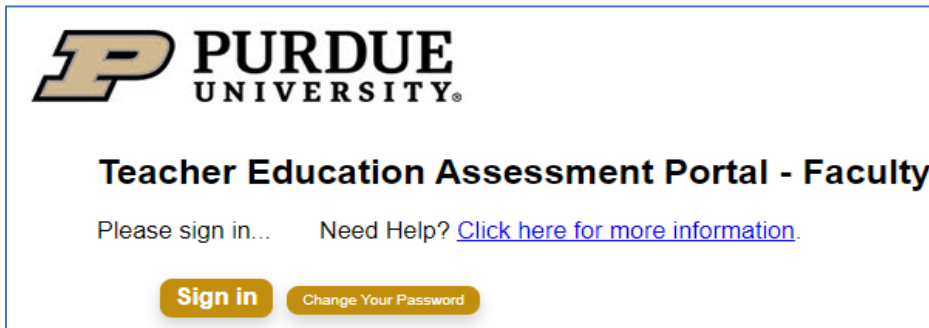 PURDUE
UNIVERSITY®
Teacher Education Assessment Portal - Faculty
Please sign in... Need Help? Click here for more information.
Sign in Change Your Password